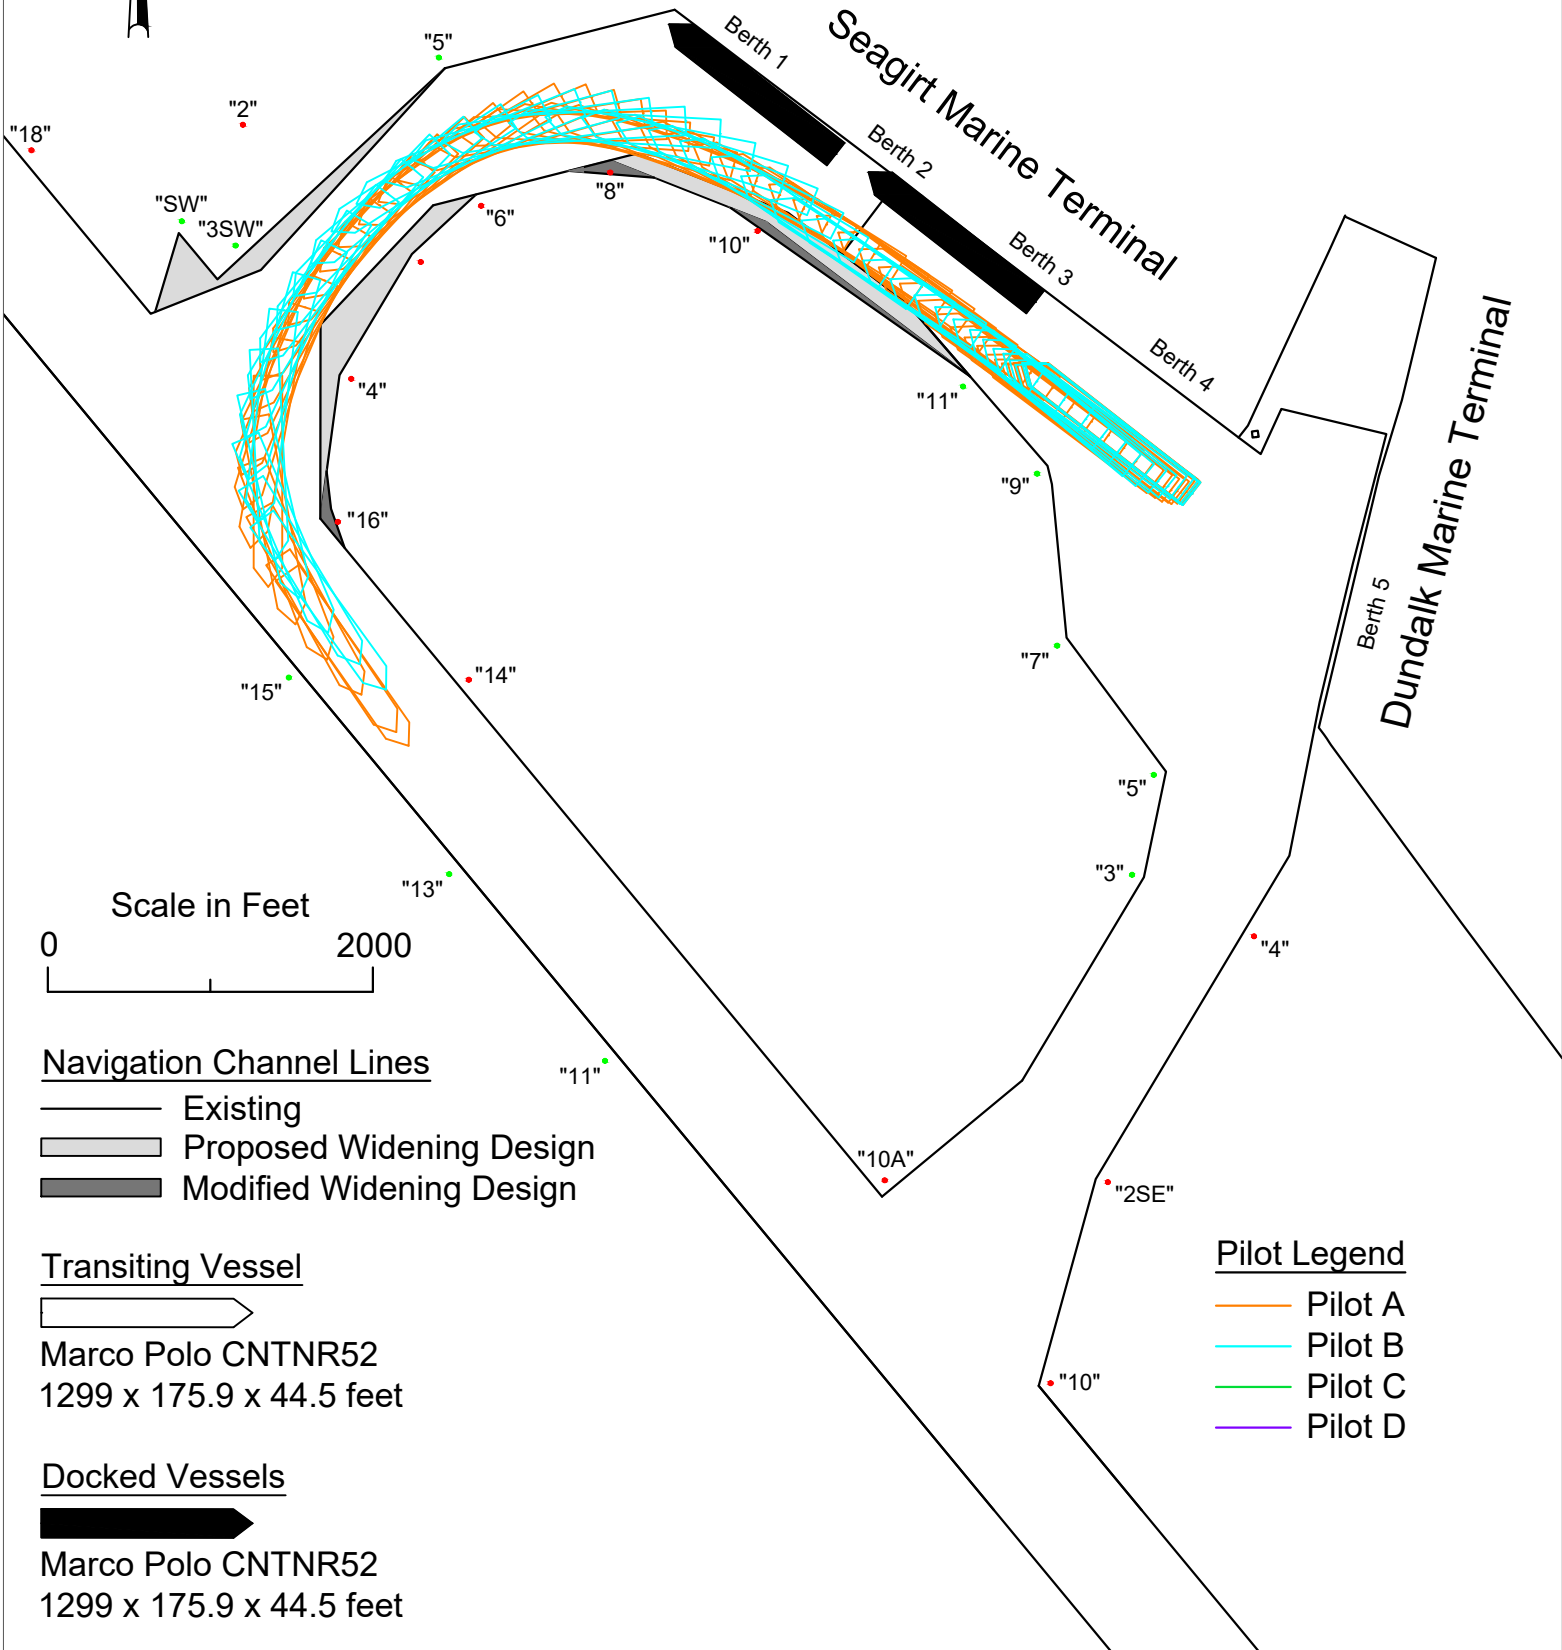 "5"
Berth 1
Seagirt Marine Terminal
"2"
"18"
Berth 2
"8"
"SW"
"3SW"
"6"
"10"
Berth 3
Berth 4
"4"
"11"
"9"
"16"
Dundalk Marine Terminal
Berth 5
"7"
"14"
"15"
"5"
"3"
"13"
"4"
Scale in Feet
0 2000
Navigation Channel Lines
Existing
Proposed Widening Design
Modified Widening Design
"11"
"10A"
"2SE"
Transiting Vessel
Marco Polo CNTNR52
1299 x 175.9 x 44.5 feet
Pilot Legend
Pilot A
Pilot B
Pilot C
Pilot D
"10"
Docked Vessels
Marco Polo CNTNR52
1299 x 175.9 x 44.5 feet